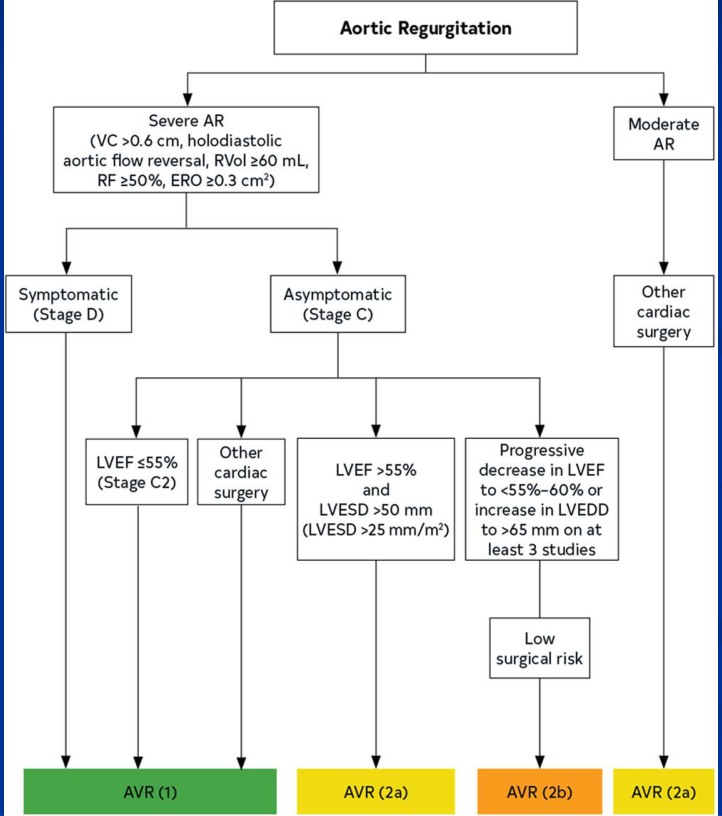 Aortic Regurgitation
Severe AR
(VC >0.6 cm, holodiastolic
aortic flow reversal, RVol ≥60 mL,
RF ≥50%, ERO ≥0.3 cm²)
Moderate
AR
Symptomatic
(Stage D)
Asymptomatic
(Stage C)
Other
cardiac
surgery
LVEF ≤55%
(Stage C2)
Other
cardiac
surgery
LVEF >55%
and
LVESD >50 mm
(LVESD >25 mm/m²)
Progressive
decrease in LVEF
to <55%–60% or
increase in LVEDD
to >65 mm on at
least 3 studies
Low
surgical risk
AVR (1)
AVR (2a)
AVR (2b)
AVR (2a)